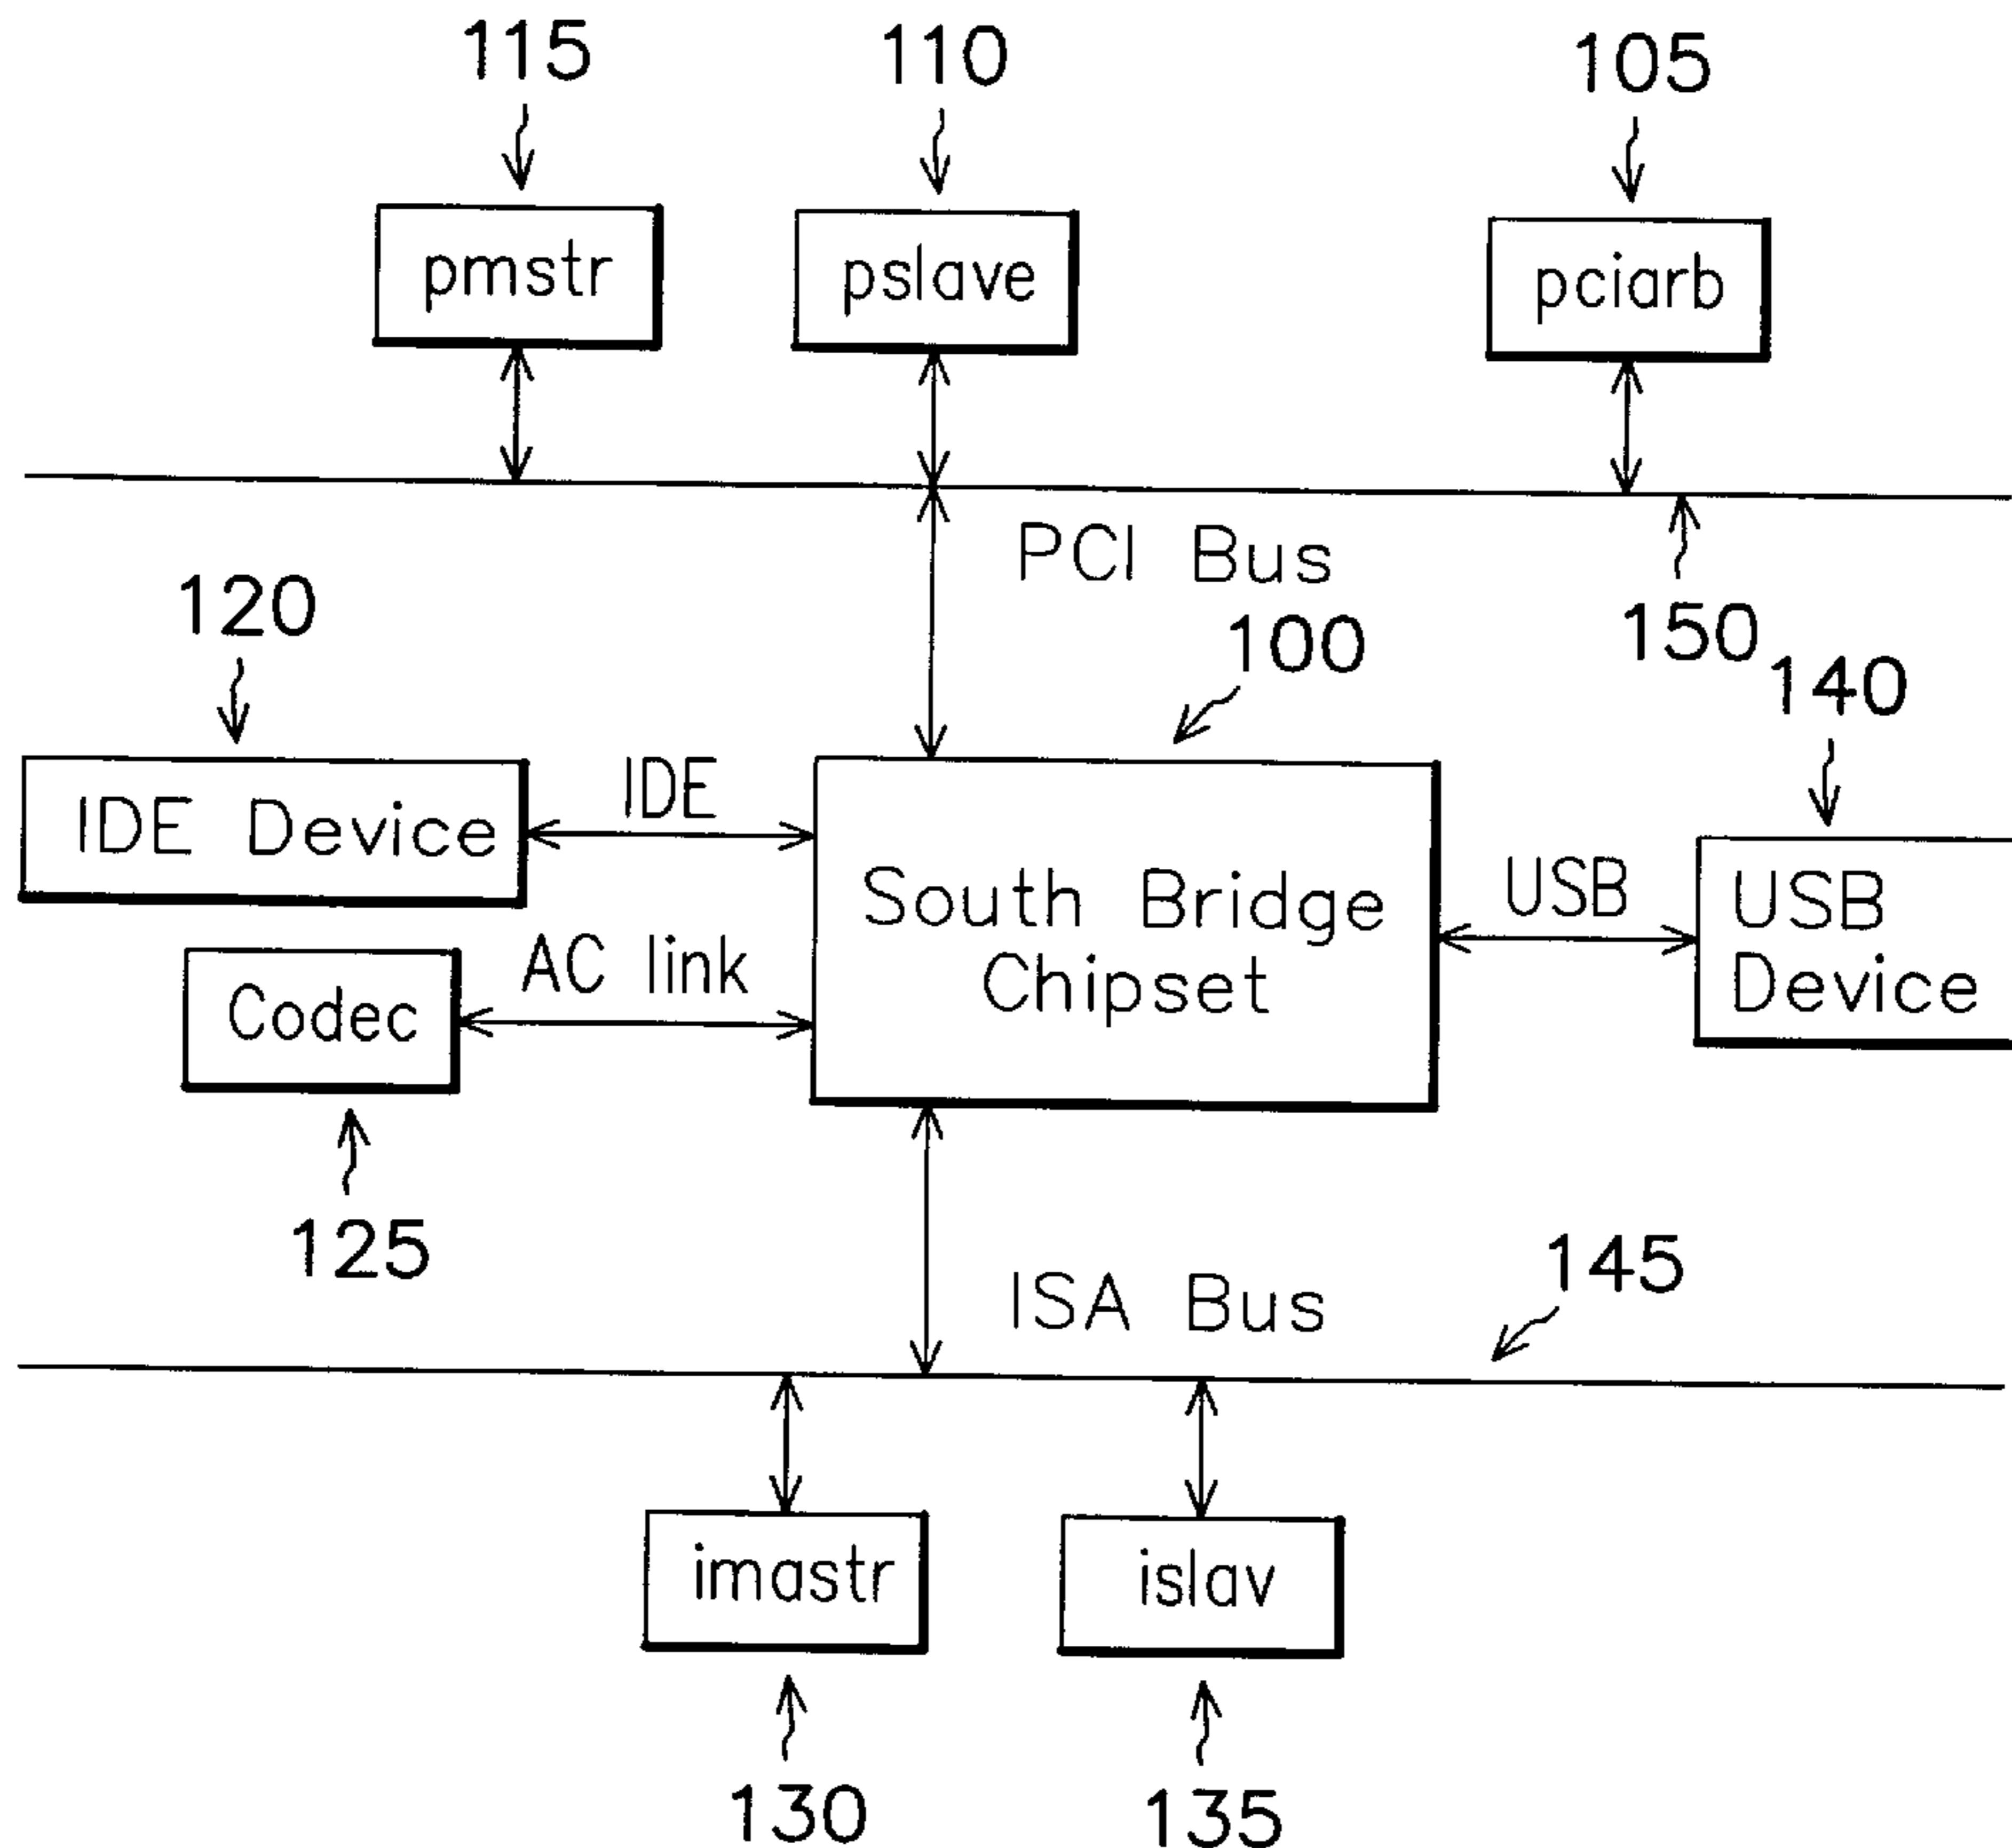 115
110
105
pmstr
pslave
pciarb
PCI Bus
120
100
150
140
IDE Device
IDE
South Bridge
Chipset
USB
USB
Device
Codec
AC link
125
ISA Bus
145
imastr
islav
130
135